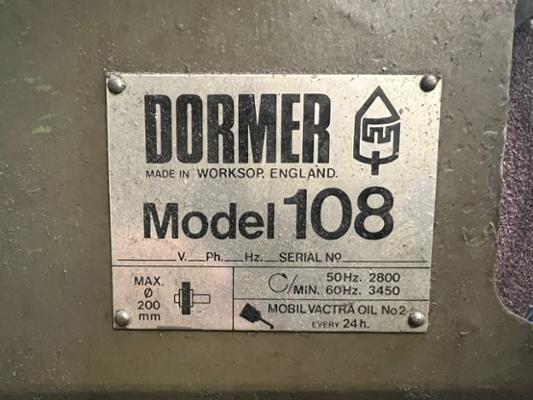 DORMER
MADE IN WORKSOP, ENGLAND.
Model 108
V. Ph. Hz. SERIAL Nº
MAX.
Ø
200
mm
50Hz. 2800
/MIN. 60Hz. 3450
MOBIL VACTRA OIL No2
EVERY 24h.